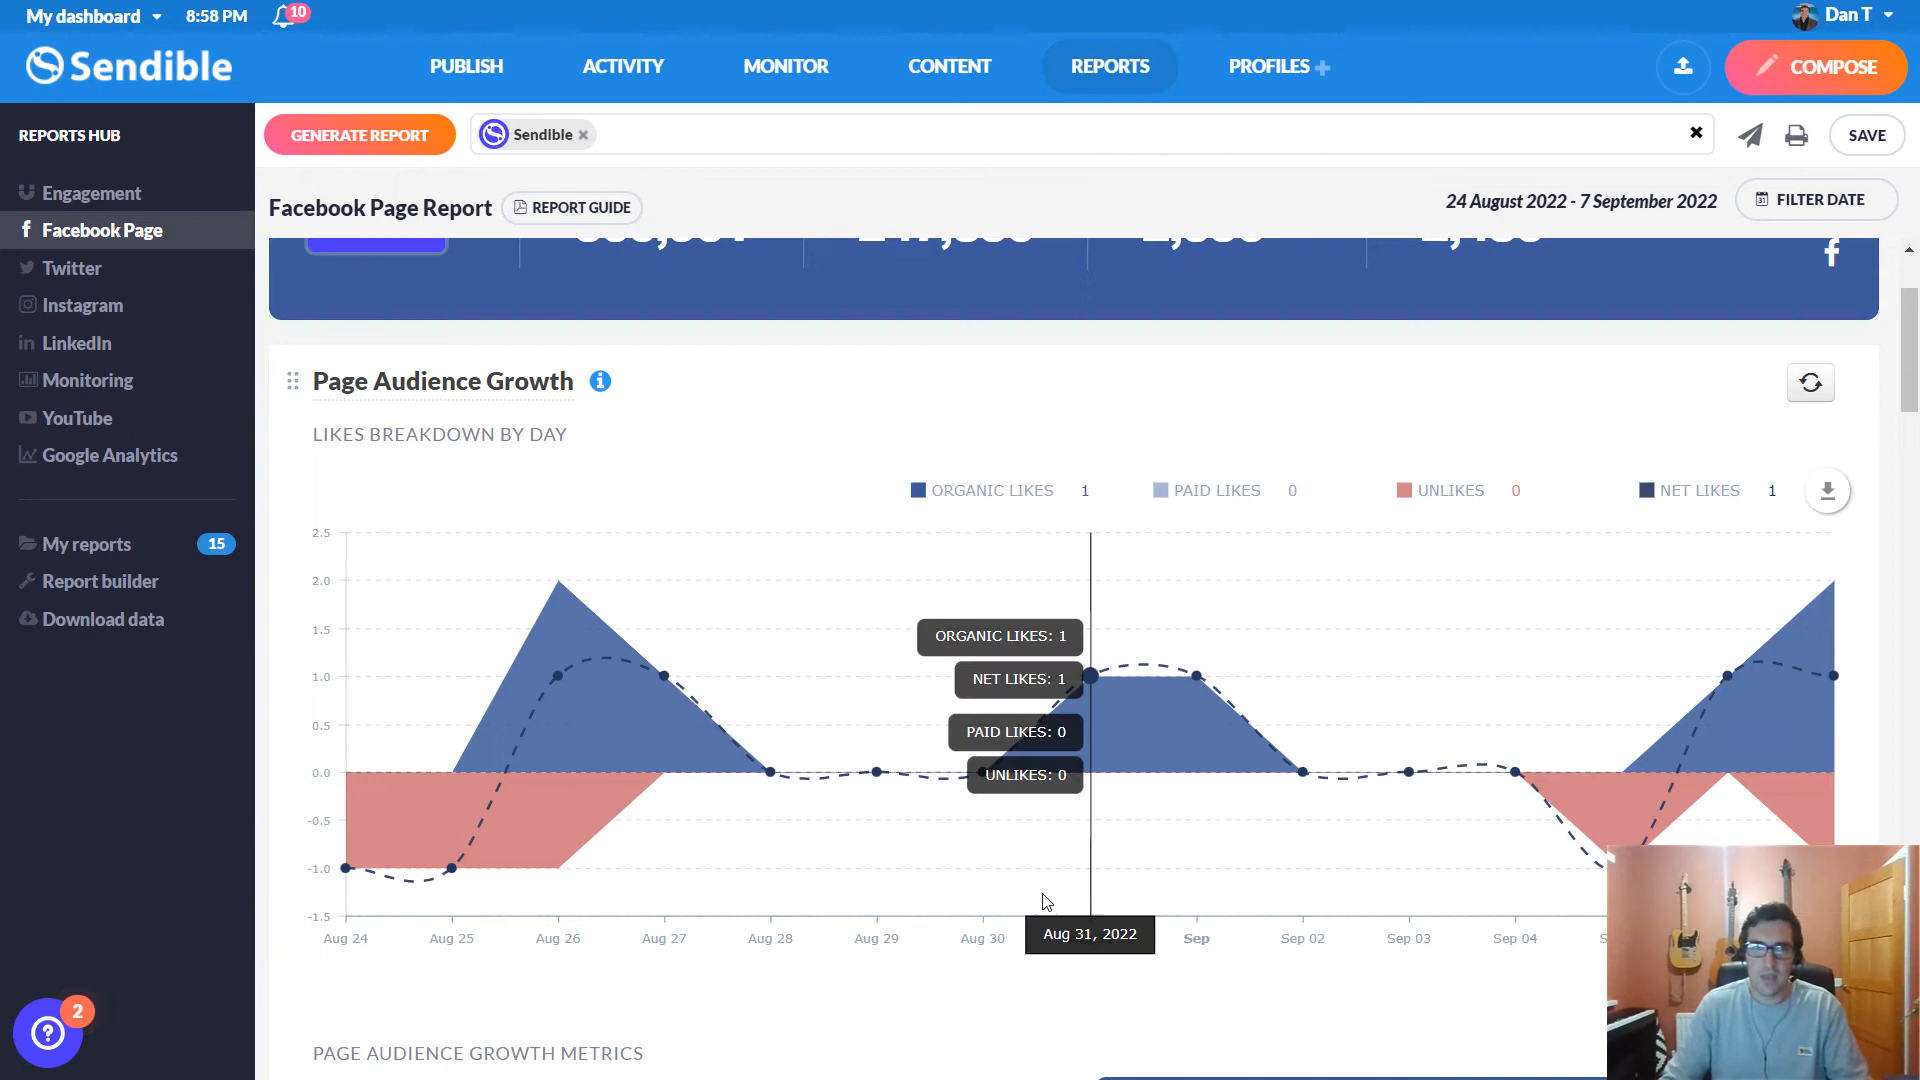 My dashboard 8:58 PM 10 Dan T
Sendible PUBLISH ACTIVITY MONITOR CONTENT REPORTS PROFILES COMPOSE
REPORTS HUB GENERATE REPORT Sendible SAVE
Facebook Page Report REPORT GUIDE 24 August 2022 - 7 September 2022 31 FILTER DATE
Engagement
Facebook Page
Twitter
Instagram
LinkedIn
Monitoring
YouTube
Google Analytics
My reports 15
Report builder
Download data
2
Page Audience Growth
LIKES BREAKDOWN BY DAY
ORGANIC LIKES 1 PAID LIKES 0 UNLIKES 0 NET LIKES 1
2.5
2.0
1.5
1.0
0.5
0.0
-0.5
-1.0
-1.5
ORGANIC LIKES: 1
NET LIKES: 1
PAID LIKES: 0
UNLIKES: 0
Aug 24 Aug 25 Aug 26 Aug 27 Aug 28 Aug 29 Aug 30 Aug 31, 2022 Sep Sep 02 Sep 03 Sep 04
PAGE AUDIENCE GROWTH METRICS